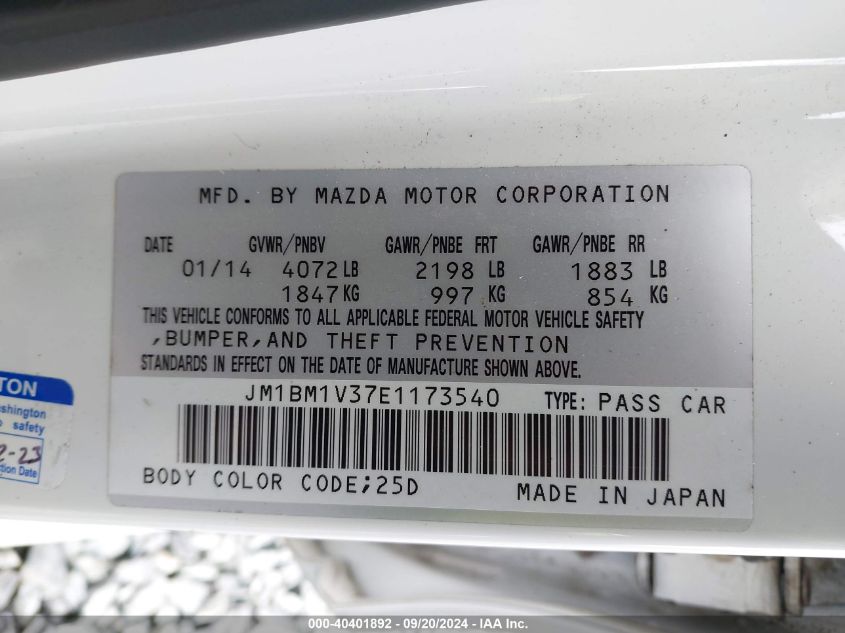 MFD. BY MAZDA MOTOR CORPORATION
DATE GVWR/PNBV GAWR/PNBE FRT GAWR/PNBE RR
01/14 4072 LB 2198 LB 1883 LB
1847 KG 997 KG 854 KG
THIS VEHICLE CONFORMS TO ALL APPLICABLE FEDERAL MOTOR VEHICLE SAFETY
,BUMPER,AND THEFT PREVENTION
STANDARDS IN EFFECT ON THE DATE OF MANUFACTURE SHOWN ABOVE.
JM1BM1V37E1173540 TYPE: PASS CAR
BODY COLOR CODE;25D
MADE IN JAPAN
safety
-23
Date
000-40401892 - 09/20/2024 - IAA Inc.